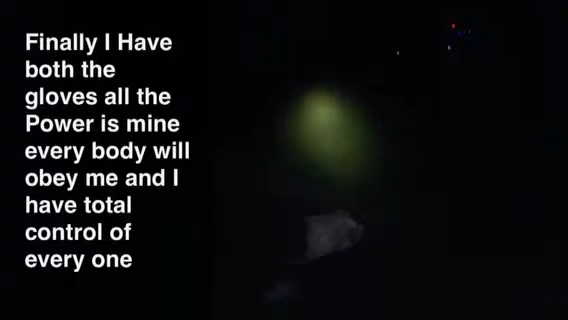 Finally I Have
both the
gloves all the
Power is mine
every body will
obey me and I
have total
control of
every one